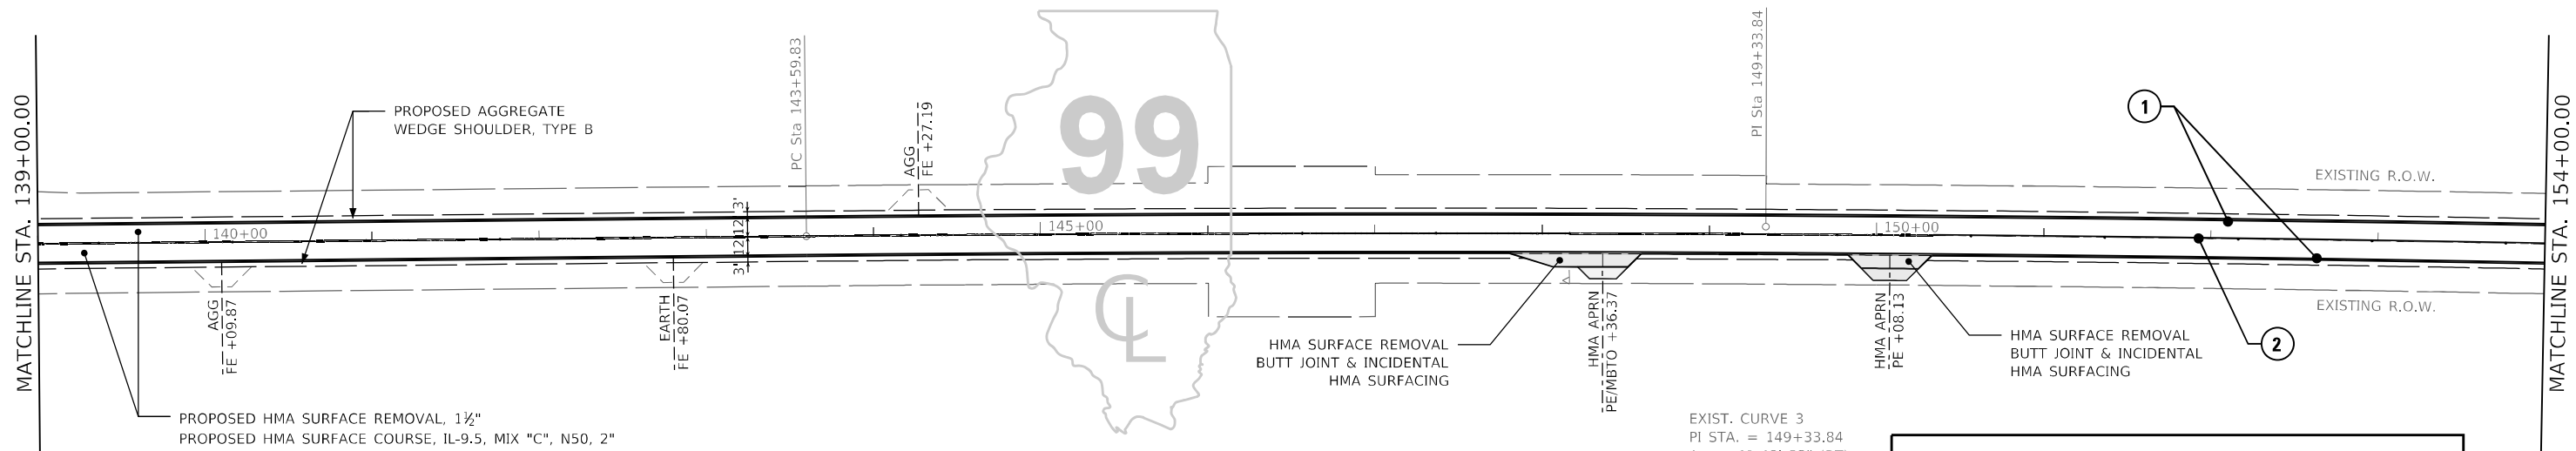 MATCHLINE STA. 139+00.00
PROPOSED AGGREGATE
WEDGE SHOULDER, TYPE B
PC Sta 143+59.83
AGG
FE +27.19
99
PI Sta 149+33.84
1
EXISTING R.O.W.
MATCHLINE STA. 154+00.00
140+00
3'
12'
12'
3'
145+00
150+00
AGG
FE +09.87
EARTH
FE +80.07
CL
HMA SURFACE REMOVAL
BUTT JOINT & INCIDENTAL
HMA SURFACING
HMA APRN
PE/MBTO +36.37
HMA APRN
PE +08.13
HMA SURFACE REMOVAL
BUTT JOINT & INCIDENTAL
HMA SURFACING
2
EXISTING R.O.W.
PROPOSED HMA SURFACE REMOVAL, 1½"
PROPOSED HMA SURFACE COURSE, IL-9.5, MIX "C", N50, 2"
EXIST. CURVE 3
PI STA. = 149+33.84